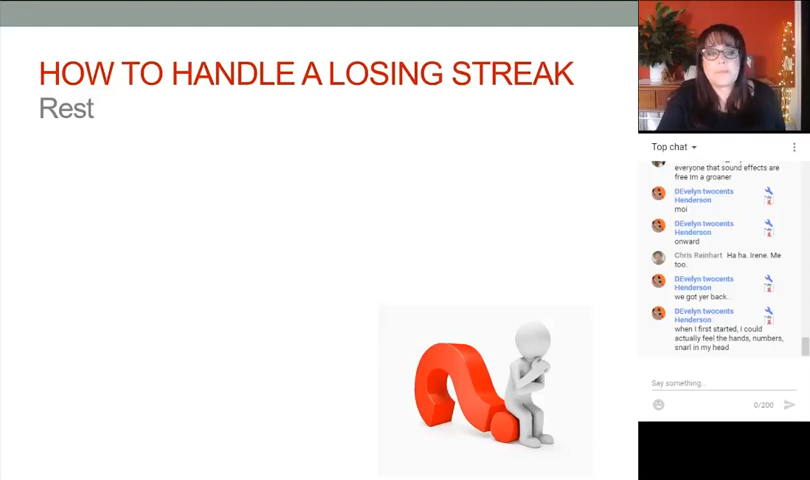 HOW TO HANDLE A LOSING STREAK
Rest
Top chat
everyone that sound effects are
free Im a groaner
DEvelyn twocents
Henderson
moi
DEvelyn twocents
Henderson
onward
Chris Reinhart Ha ha. Irene. Me
too.
DEvelyn twocents
Henderson
we got yer back..
DEvelyn twocents
Henderson
when I first started, I could
actually feel the hands, numbers,
snarl in my head
Say something...
0/200